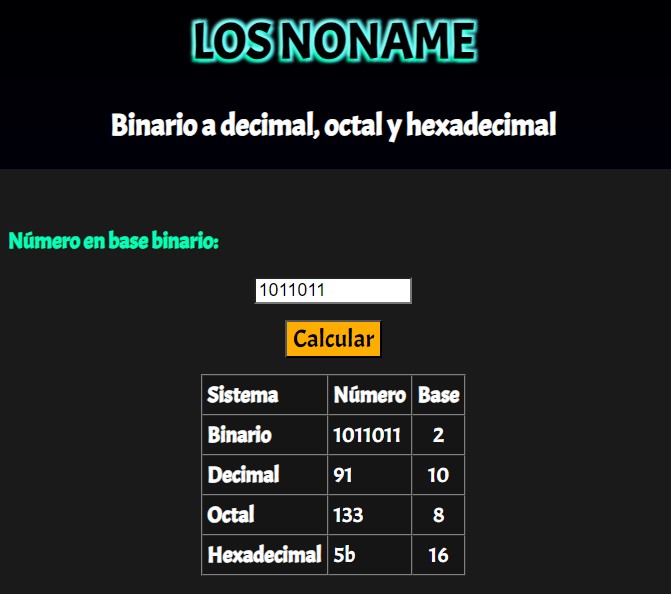 LOS NONAME
Binario a decimal, octal y hexadecimal
Número en base binario:
1011011
Calcular
Sistema Número Base
Binario 1011011 2
Decimal 91 10
Octal 133 8
Hexadecimal 5b 16